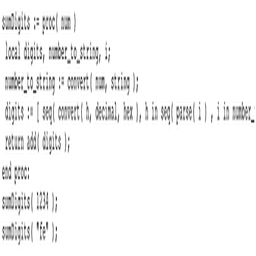 sumDigits := proc( num )
local digits, number_to_string, i;
number_to_string := convert( num, string );
digits := [ seq( convert( h, decimal, hex ), h in seq( parse( i ) , i in number_
return add( digits );
end proc:
sumDigits( 1234 );
sumDigits( "fe" );